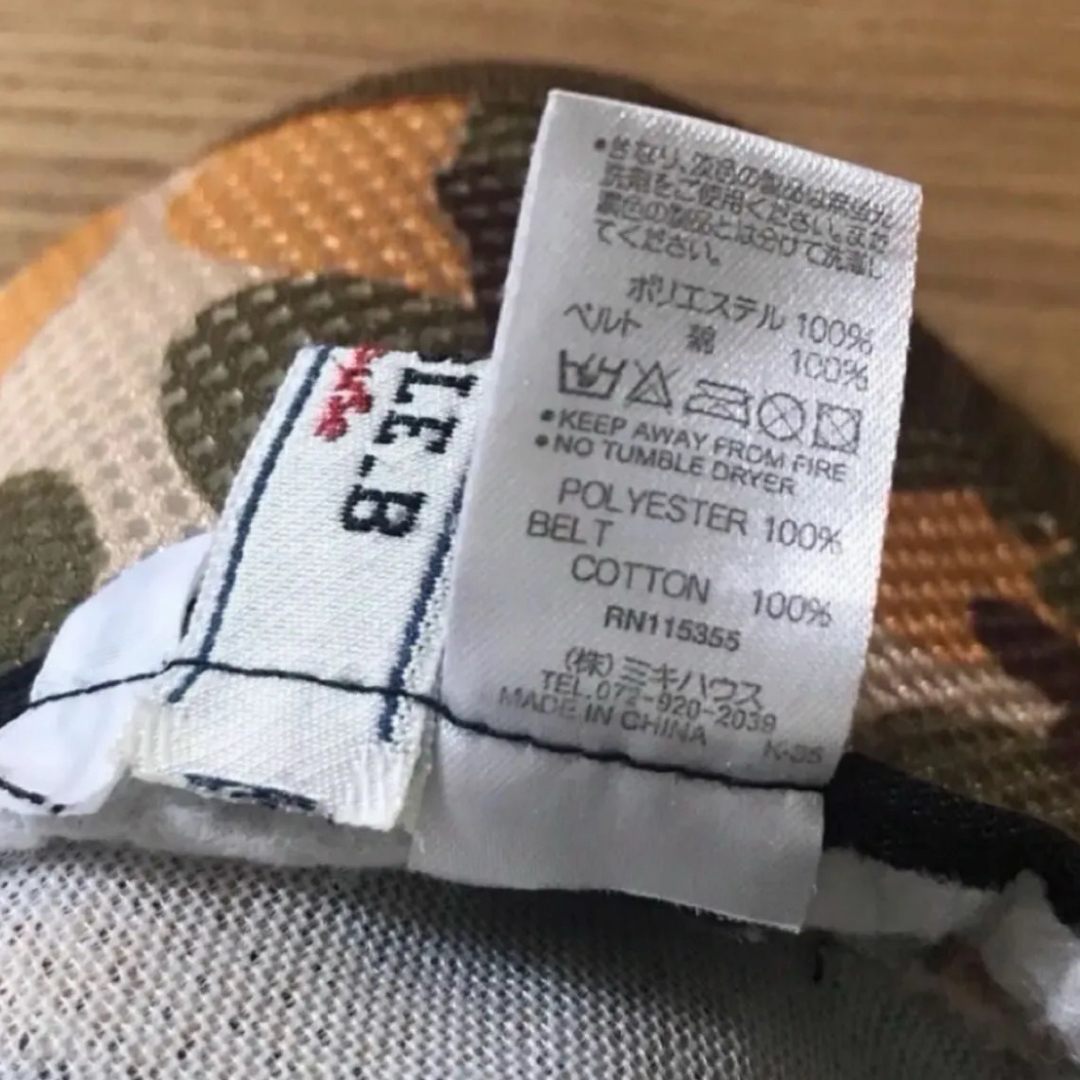 •きなり、淡色の製品は無蛍光
洗剤をご使用ください。また
濃色の製品とは分けて洗濯し
てください。
ポリエステル 100%
ベルト 綿 100%
•KEEP AWAY FROM FIRE
•NO TUMBLE DRYER
POLYESTER 100%
BELT
COTTON 100%
RN115355
(株)ミキハウス
TEL.072-920-2039
MADE IN CHINA K-35
LE_B
use